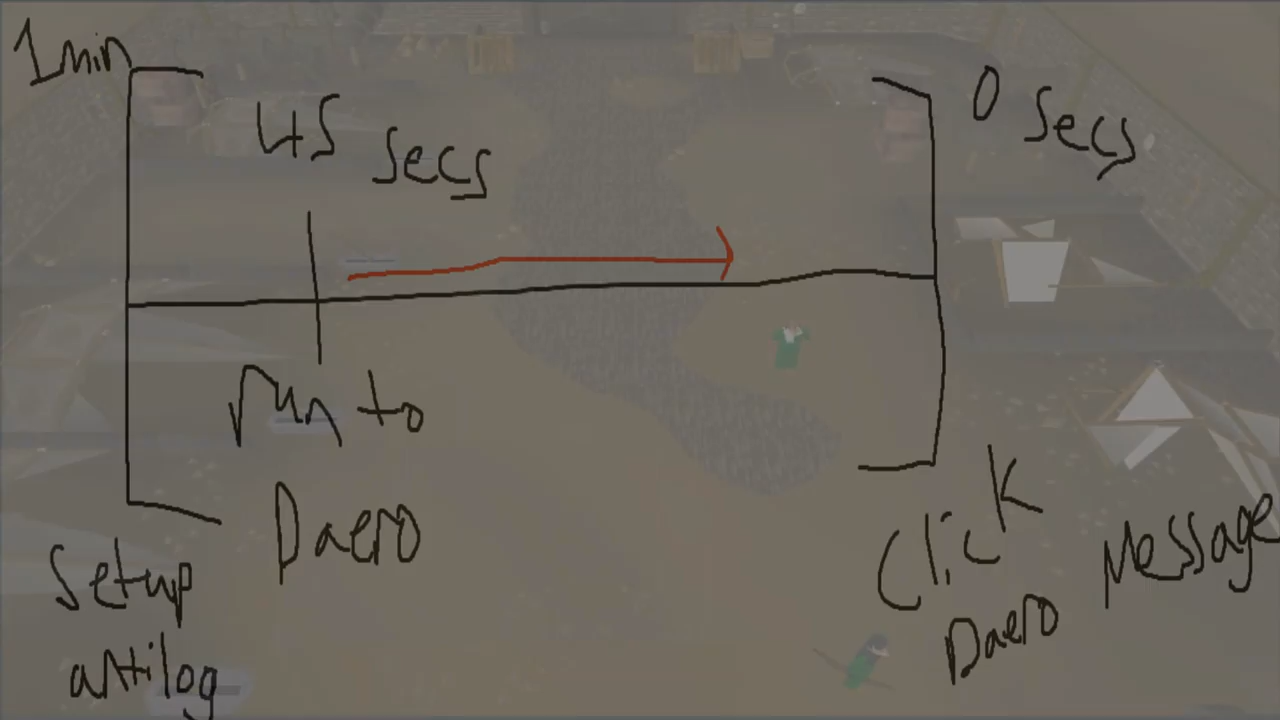 1min
45 secs
0 secs
run to
Daero
Setup
antilog
Click
Daero
Message